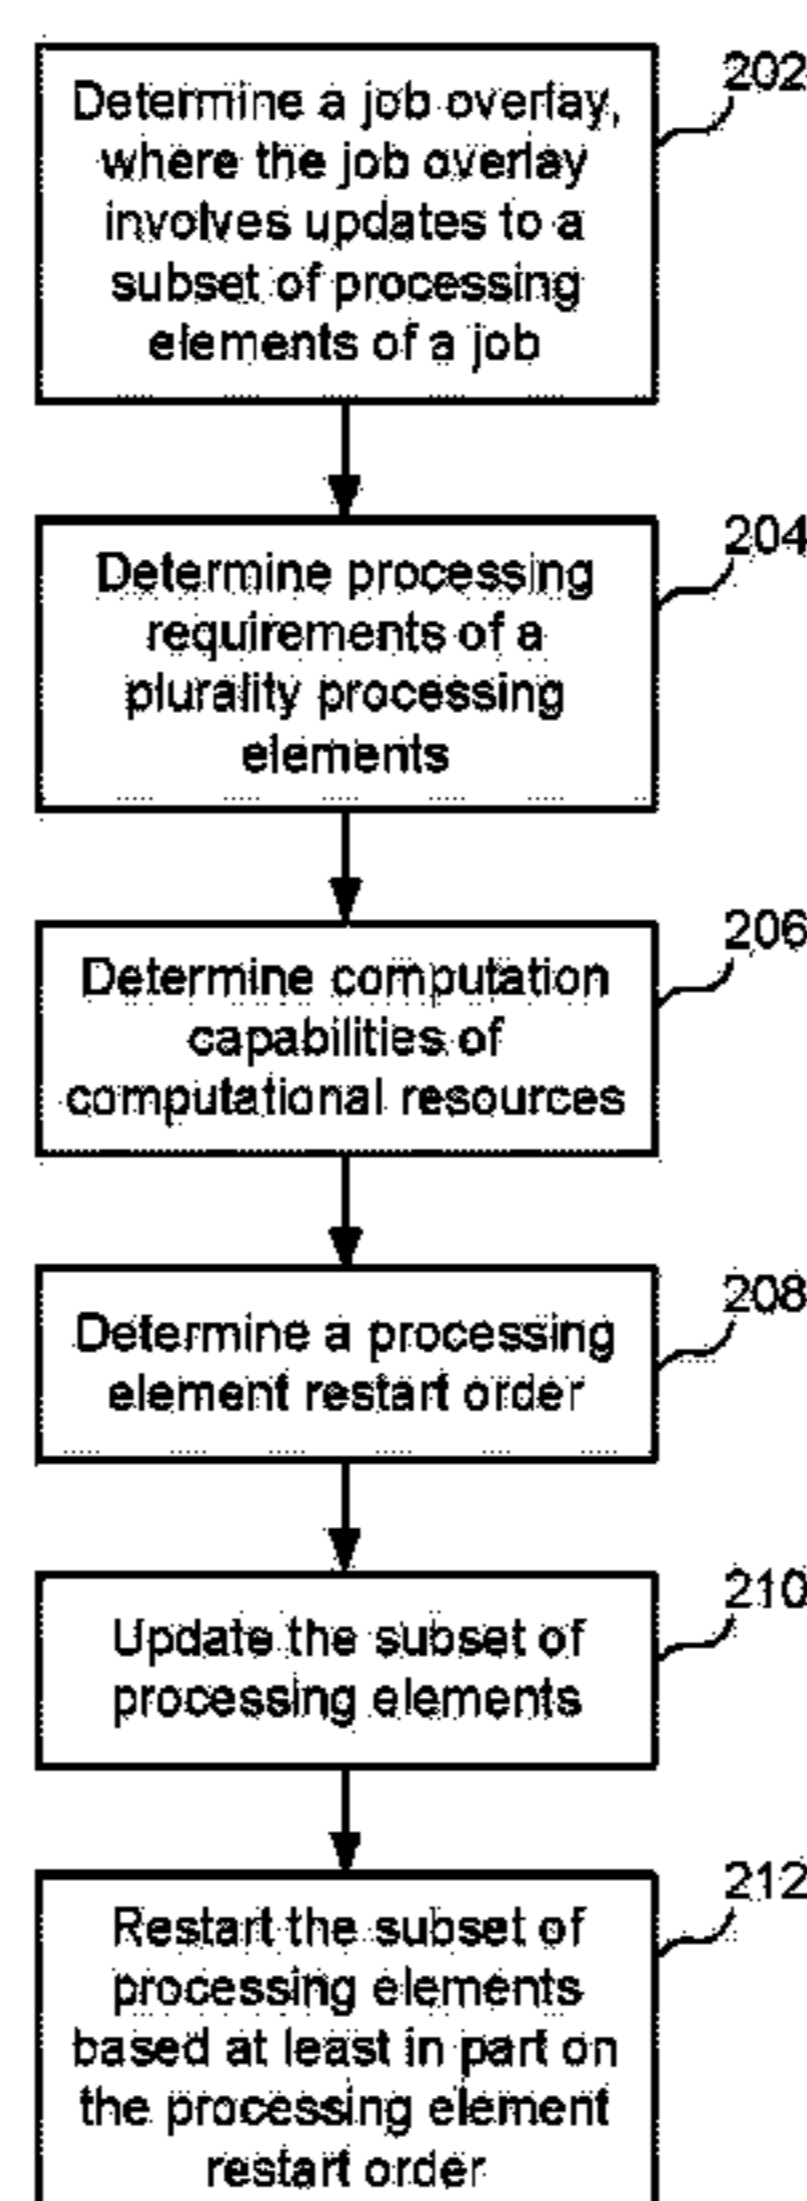 202
Determine a job overlay,
where the job overlay
involves updates to a
subset of processing
elements of a job
204
Determine processing
requirements of a
plurality processing
elements
206
Determine computation
capabilities of
computational resources
208
Determine a processing
element restart order
210
Update the subset of
processing elements
212
Restart the subset of
processing elements
based at least in part on
the processing element
restart order